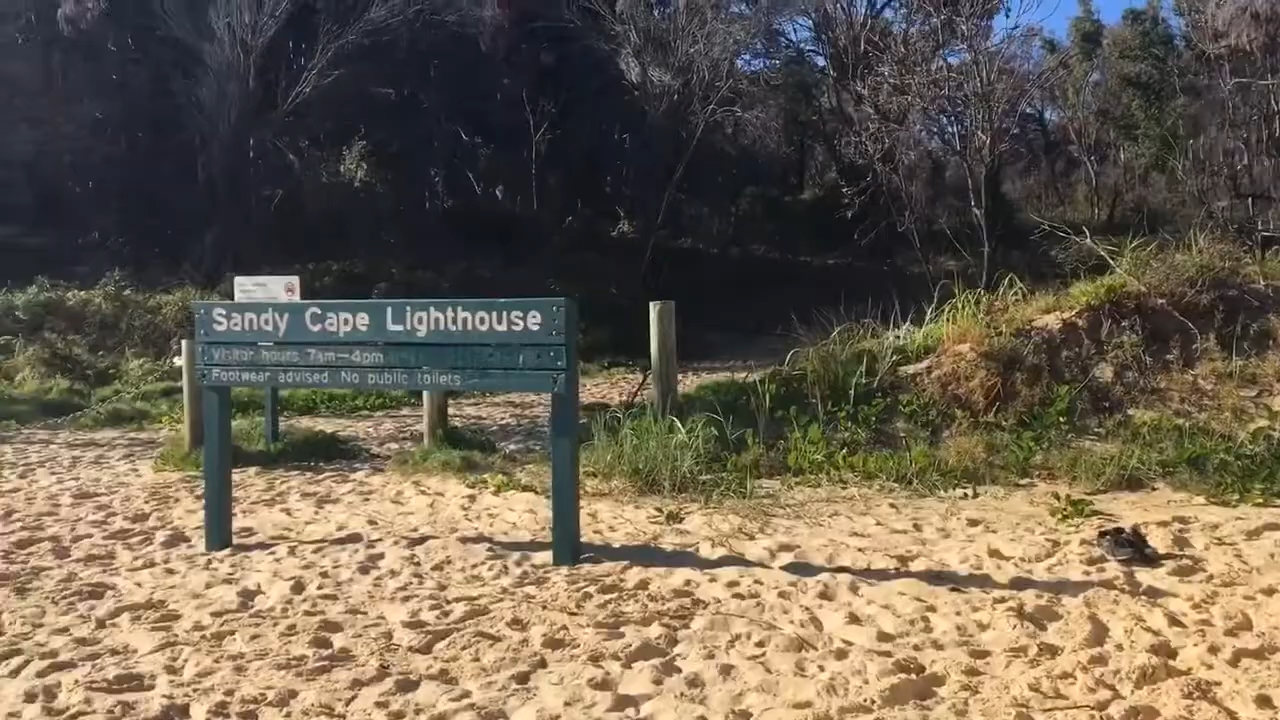 Sandy Cape Lighthouse
Visitor hours 7am—4pm
Footwear advised. No public toilets